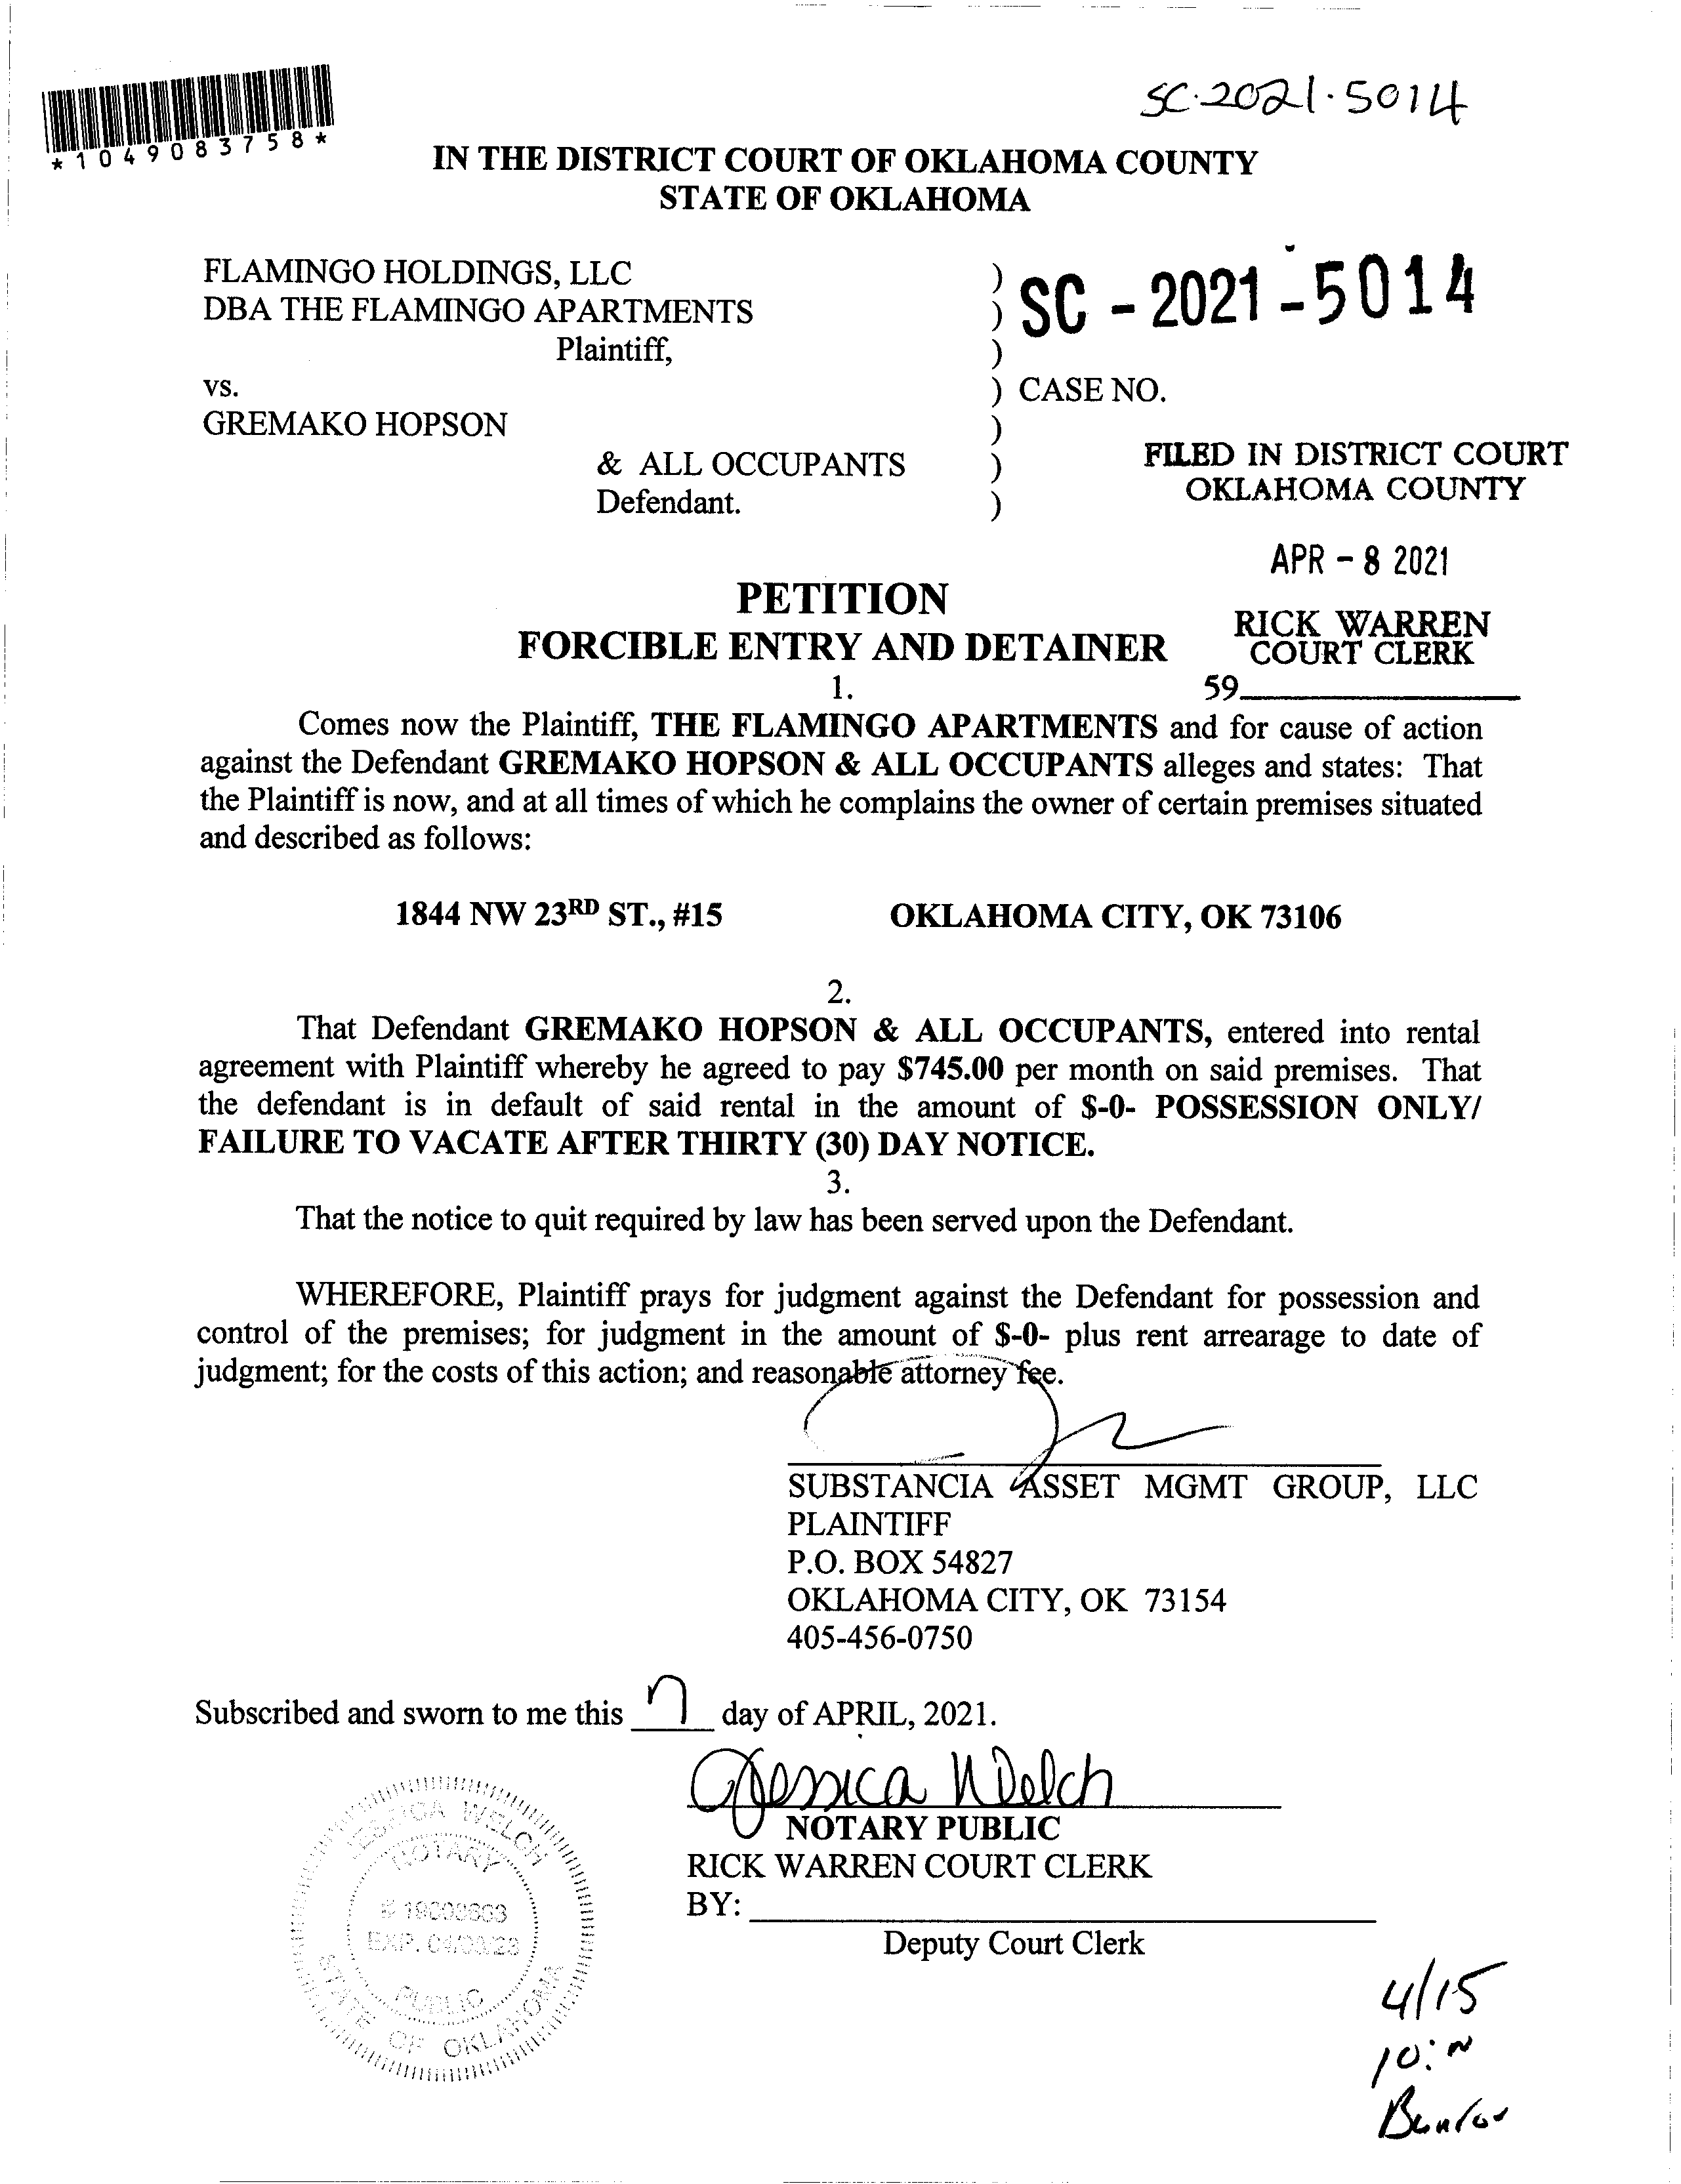 SC-2021-5014
*1049083758*
IN THE DISTRICT COURT OF OKLAHOMA COUNTY
STATE OF OKLAHOMA
FLAMINGO HOLDINGS, LLC )
DBA THE FLAMINGO APARTMENTS ) SC - 2021 - 5014
Plaintiff, )
vs. ) CASE NO.
GREMAKO HOPSON )
& ALL OCCUPANTS )
Defendant. )
FILED IN DISTRICT COURT
OKLAHOMA COUNTY
APR - 8 2021
RICK WARREN
COURT CLERK
59
PETITION
FORCIBLE ENTRY AND DETAINER
1.
Comes now the Plaintiff, THE FLAMINGO APARTMENTS and for cause of action
against the Defendant GREMAKO HOPSON & ALL OCCUPANTS alleges and states: That
the Plaintiff is now, and at all times of which he complains the owner of certain premises situated
and described as follows:
1844 NW 23RD ST., #15 OKLAHOMA CITY, OK 73106
2.
That Defendant GREMAKO HOPSON & ALL OCCUPANTS, entered into rental
agreement with Plaintiff whereby he agreed to pay $745.00 per month on said premises. That
the defendant is in default of said rental in the amount of $-0- POSSESSION ONLY/
FAILURE TO VACATE AFTER THIRTY (30) DAY NOTICE.
3.
That the notice to quit required by law has been served upon the Defendant.
WHEREFORE, Plaintiff prays for judgment against the Defendant for possession and
control of the premises; for judgment in the amount of $-0- plus rent arrearage to date of
judgment; for the costs of this action; and reasonable attorney fee.
SUBSTANCIA ASSET MGMT GROUP, LLC
PLAINTIFF
P.O. BOX 54827
OKLAHOMA CITY, OK 73154
405-456-0750
Subscribed and sworn to me this 7 day of APRIL, 2021.
Jessica Welch
NOTARY PUBLIC
RICK WARREN COURT CLERK
BY:
Deputy Court Clerk
JESSICA WELCH
NOTARY
PUBLIC
STATE OF OKLAHOMA
4/15